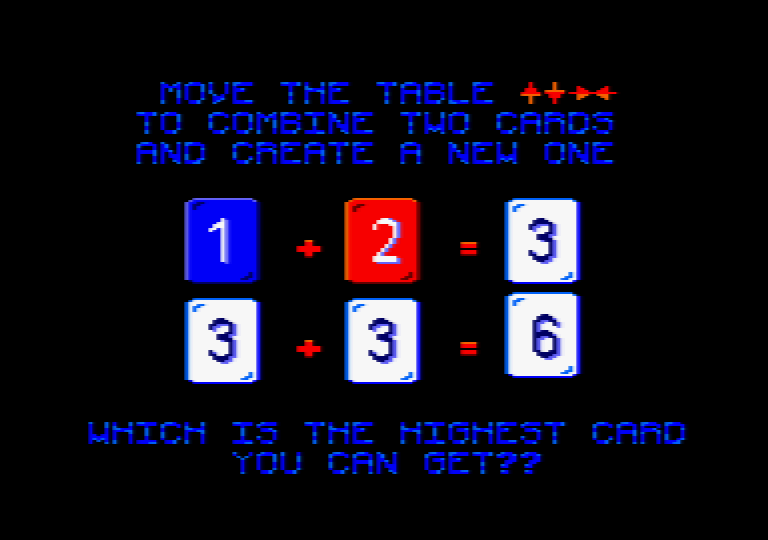 MOVE THE TABLE
TO COMBINE TWO CARDS
AND CREATE A NEW ONE
1 + 2 = 3
3 + 3 = 6
WHICH IS THE HIGHEST CARD
YOU CAN GET??